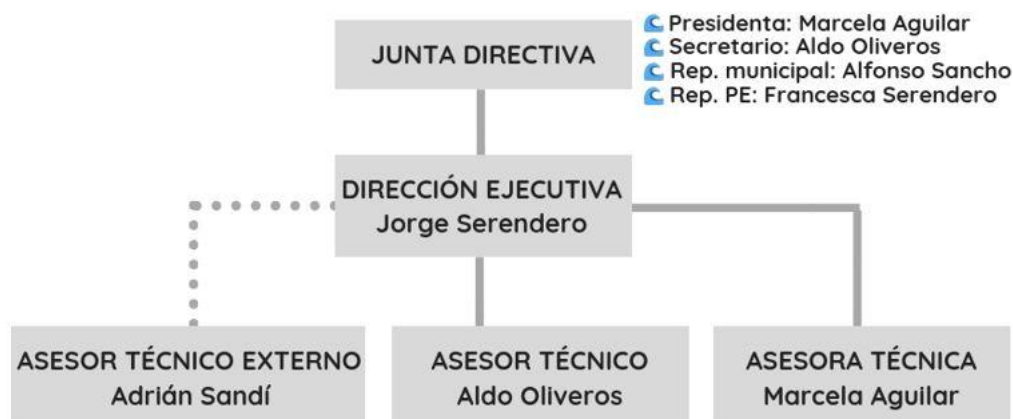 JUNTA DIRECTIVA
🌊 Presidenta: Marcela Aguilar
🌊 Secretario: Aldo Oliveros
🌊 Rep. municipal: Alfonso Sancho
🌊 Rep. PE: Francesca Serendero
DIRECCIÓN EJECUTIVA
Jorge Serendero
ASESOR TÉCNICO EXTERNO
Adrián Sandí
ASESOR TÉCNICO
Aldo Oliveros
ASESORA TÉCNICA
Marcela Aguilar